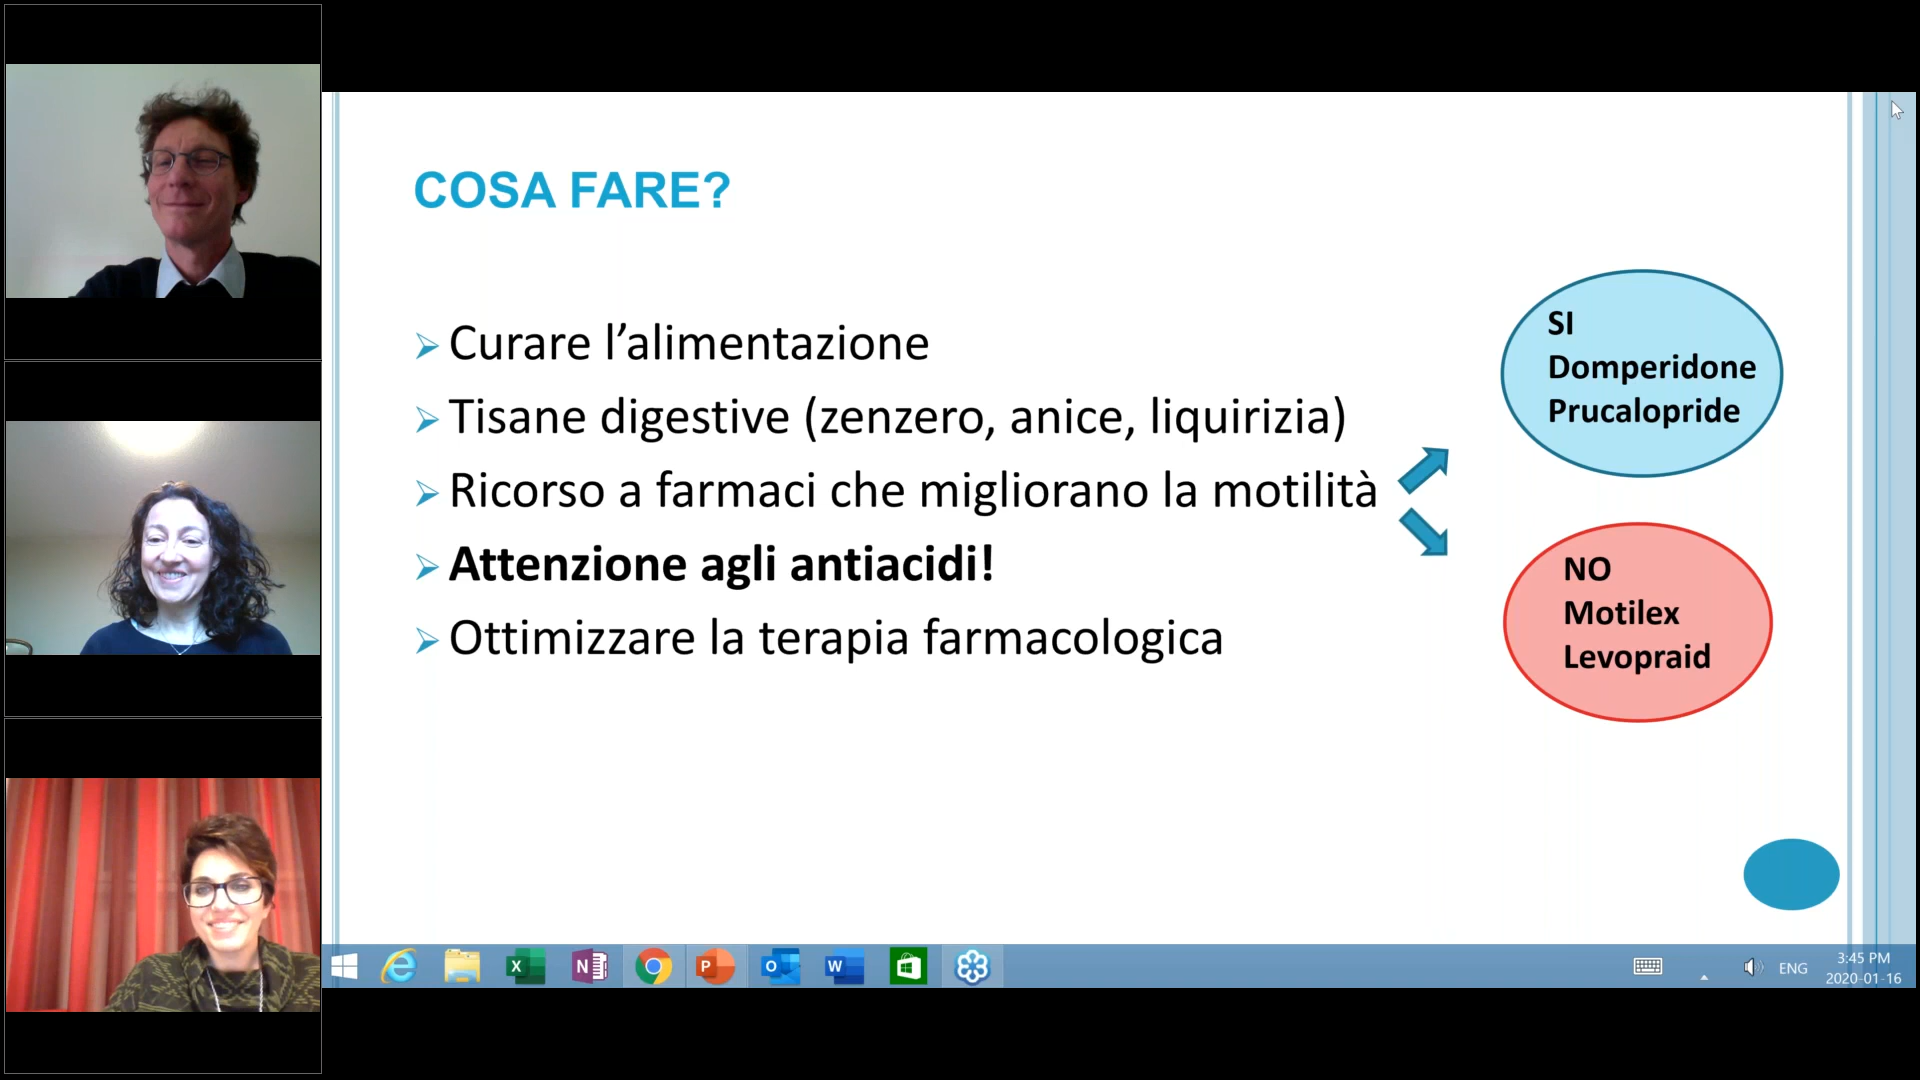 COSA FARE?
Curare l’alimentazione
Tisane digestive (zenzero, anice, liquirizia)
Ricorso a farmaci che migliorano la motilità
Attenzione agli antiacidi!
Ottimizzare la terapia farmacologica
SI
Domperidone
Prucalopride
NO
Motilex
Levopraid
ENG
3:45 PM
2020-01-16